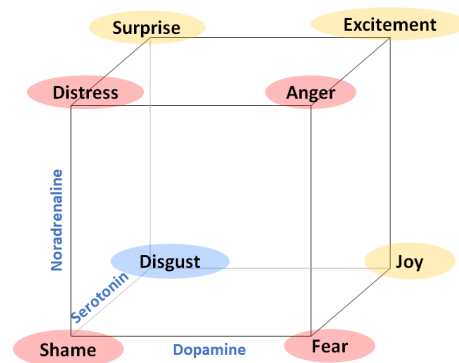 Surprise
Excitement
Distress
Anger
Noradrenaline
Serotonin
Disgust
Joy
Shame
Dopamine
Fear